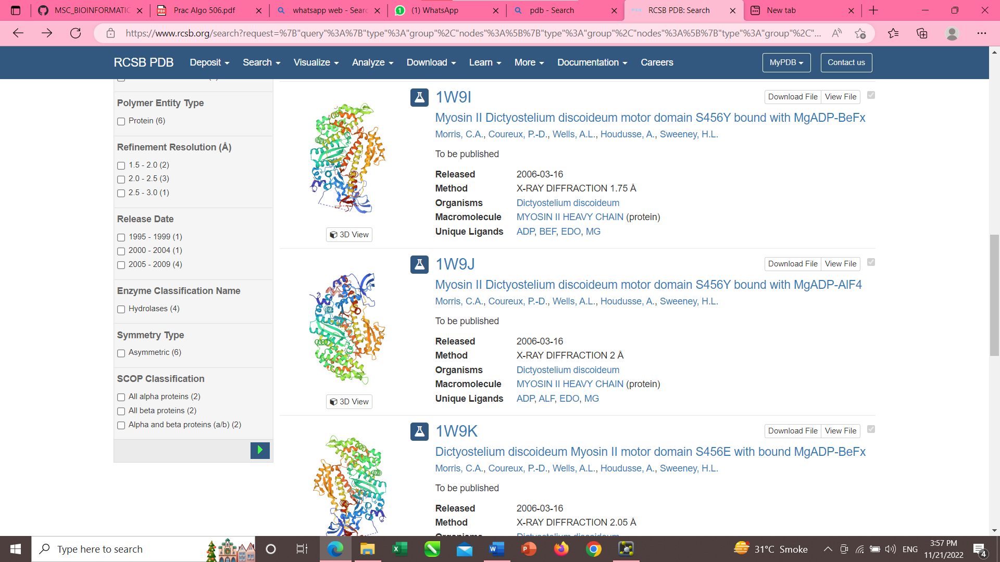 MSC_BIOINFORMATIC
Prac Algo 506.pdf
whatsapp web - Searc
(1) WhatsApp
pdb - Search
RCSB PDB: Search
New tab
https://www.rcsb.org/search?request=%7B"query"%3A%7B"type"%3A"group"%2C"nodes"%3A%5B%7B"type"%3A"group"%2C"nodes"%3A%5B%7B"type"%3A"group"%2C"...
RCSB PDB
Deposit
Search
Visualize
Analyze
Download
Learn
More
Documentation
Careers
MyPDB
Contact us
Polymer Entity Type
Protein (6)
Refinement Resolution (Å)
1.5 - 2.0 (2)
2.0 - 2.5 (3)
2.5 - 3.0 (1)
Release Date
1995 - 1999 (1)
2000 - 2004 (1)
2005 - 2009 (4)
Enzyme Classification Name
Hydrolases (4)
Symmetry Type
Asymmetric (6)
SCOP Classification
All alpha proteins (2)
All beta proteins (2)
Alpha and beta proteins (a/b) (2)
3D View
1W9I
Download File View File
Myosin II Dictyostelium discoideum motor domain S456Y bound with MgADP-BeFx
Morris, C.A., Coureux, P.-D., Wells, A.L., Houdusse, A., Sweeney, H.L.
To be published
Released 2006-03-16
Method X-RAY DIFFRACTION 1.75 Å
Organisms Dictyostelium discoideum
Macromolecule MYOSIN II HEAVY CHAIN (protein)
Unique Ligands ADP, BEF, EDO, MG
3D View
1W9J
Download File View File
Myosin II Dictyostelium discoideum motor domain S456Y bound with MgADP-AlF4
Morris, C.A., Coureux, P.-D., Wells, A.L., Houdusse, A., Sweeney, H.L.
To be published
Released 2006-03-16
Method X-RAY DIFFRACTION 2 Å
Organisms Dictyostelium discoideum
Macromolecule MYOSIN II HEAVY CHAIN (protein)
Unique Ligands ADP, ALF, EDO, MG
1W9K
Download File View File
Dictyostelium discoideum Myosin II motor domain S456E with bound MgADP-BeFx
Morris, C.A., Coureux, P.-D., Wells, A.L., Houdusse, A., Sweeney, H.L.
To be published
Released 2006-03-16
Method X-RAY DIFFRACTION 2.05 Å
Organisms Dictyostelium discoideum
Type here to search
31°C Smoke
ENG
3:57 PM
11/21/2022
4